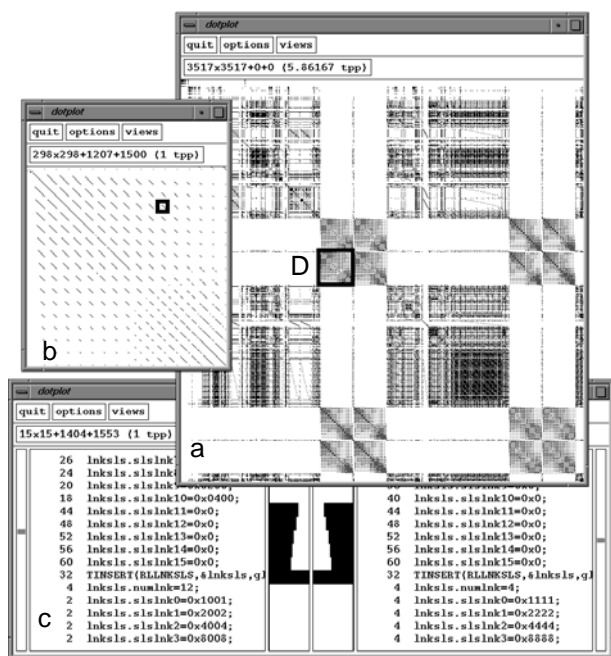 dotplot
quit options views
3517x3517+0+0 (5.86167 tpp)
D
a
dotplot
quit options views
298x298+1207+1500 (1 tpp)
b
dotplot
quit options views
15x15+1404+1553 (1 tpp)
26
24
20
18 lnksls.slslnk10=0x0400;
44 lnksls.slslnk11=0x0;
48 lnksls.slslnk12=0x0;
52 lnksls.slslnk13=0x0;
56 lnksls.slslnk14=0x0;
60 lnksls.slslnk15=0x0;
32 TINSERT(RLLNKSLS,&lnksls,g
4 lnksls.numlnk=12;
2 lnksls.slslnk0=0x1001;
2 lnksls.slslnk1=0x2002;
2 lnksls.slslnk2=0x4004;
2 lnksls.slslnk3=0x8008;
c
40 lnksls.slslnk10=0x0;
44 lnksls.slslnk11=0x0;
48 lnksls.slslnk12=0x0;
52 lnksls.slslnk13=0x0;
56 lnksls.slslnk14=0x0;
60 lnksls.slslnk15=0x0;
32 TINSERT(RLLNKSLS,&lnksls,g
4 lnksls.numlnk=4;
4 lnksls.slslnk0=0x1111;
4 lnksls.slslnk1=0x2222;
4 lnksls.slslnk2=0x4444;
4 lnksls.slslnk3=0x8888;